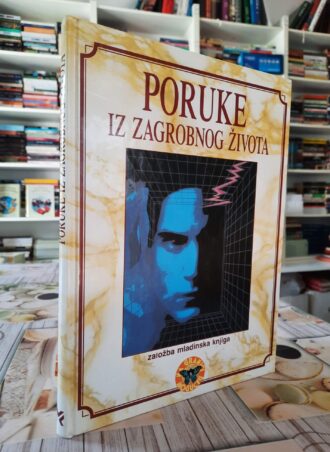 PORUKE
IZ ZAGROBNOG ŽIVOTA
založba mladinska knjiga
PORUKE IZ ZAGROBNOG ŽIVOTA